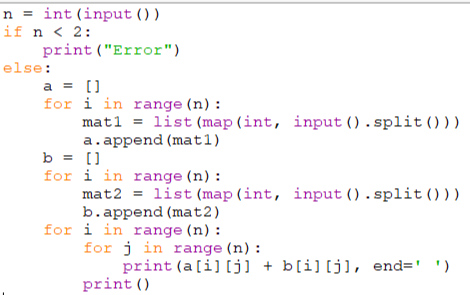 n = int(input())
if n < 2:
    print("Error")
else:
    a = []
    for i in range(n):
        mat1 = list(map(int, input().split()))
        a.append(mat1)
    b = []
    for i in range(n):
        mat2 = list(map(int, input().split()))
        b.append(mat2)
    for i in range(n):
        for j in range(n):
            print(a[i][j] + b[i][j], end=' ')
        print()